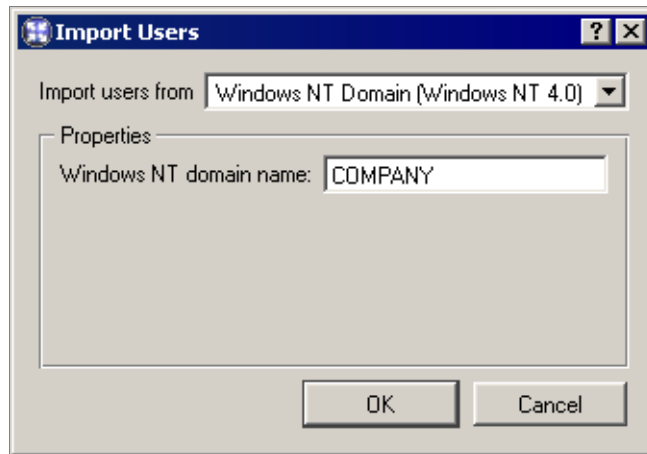 Import Users
Import users from Windows NT Domain (Windows NT 4.0)
Properties
Windows NT domain name: COMPANY
OK Cancel